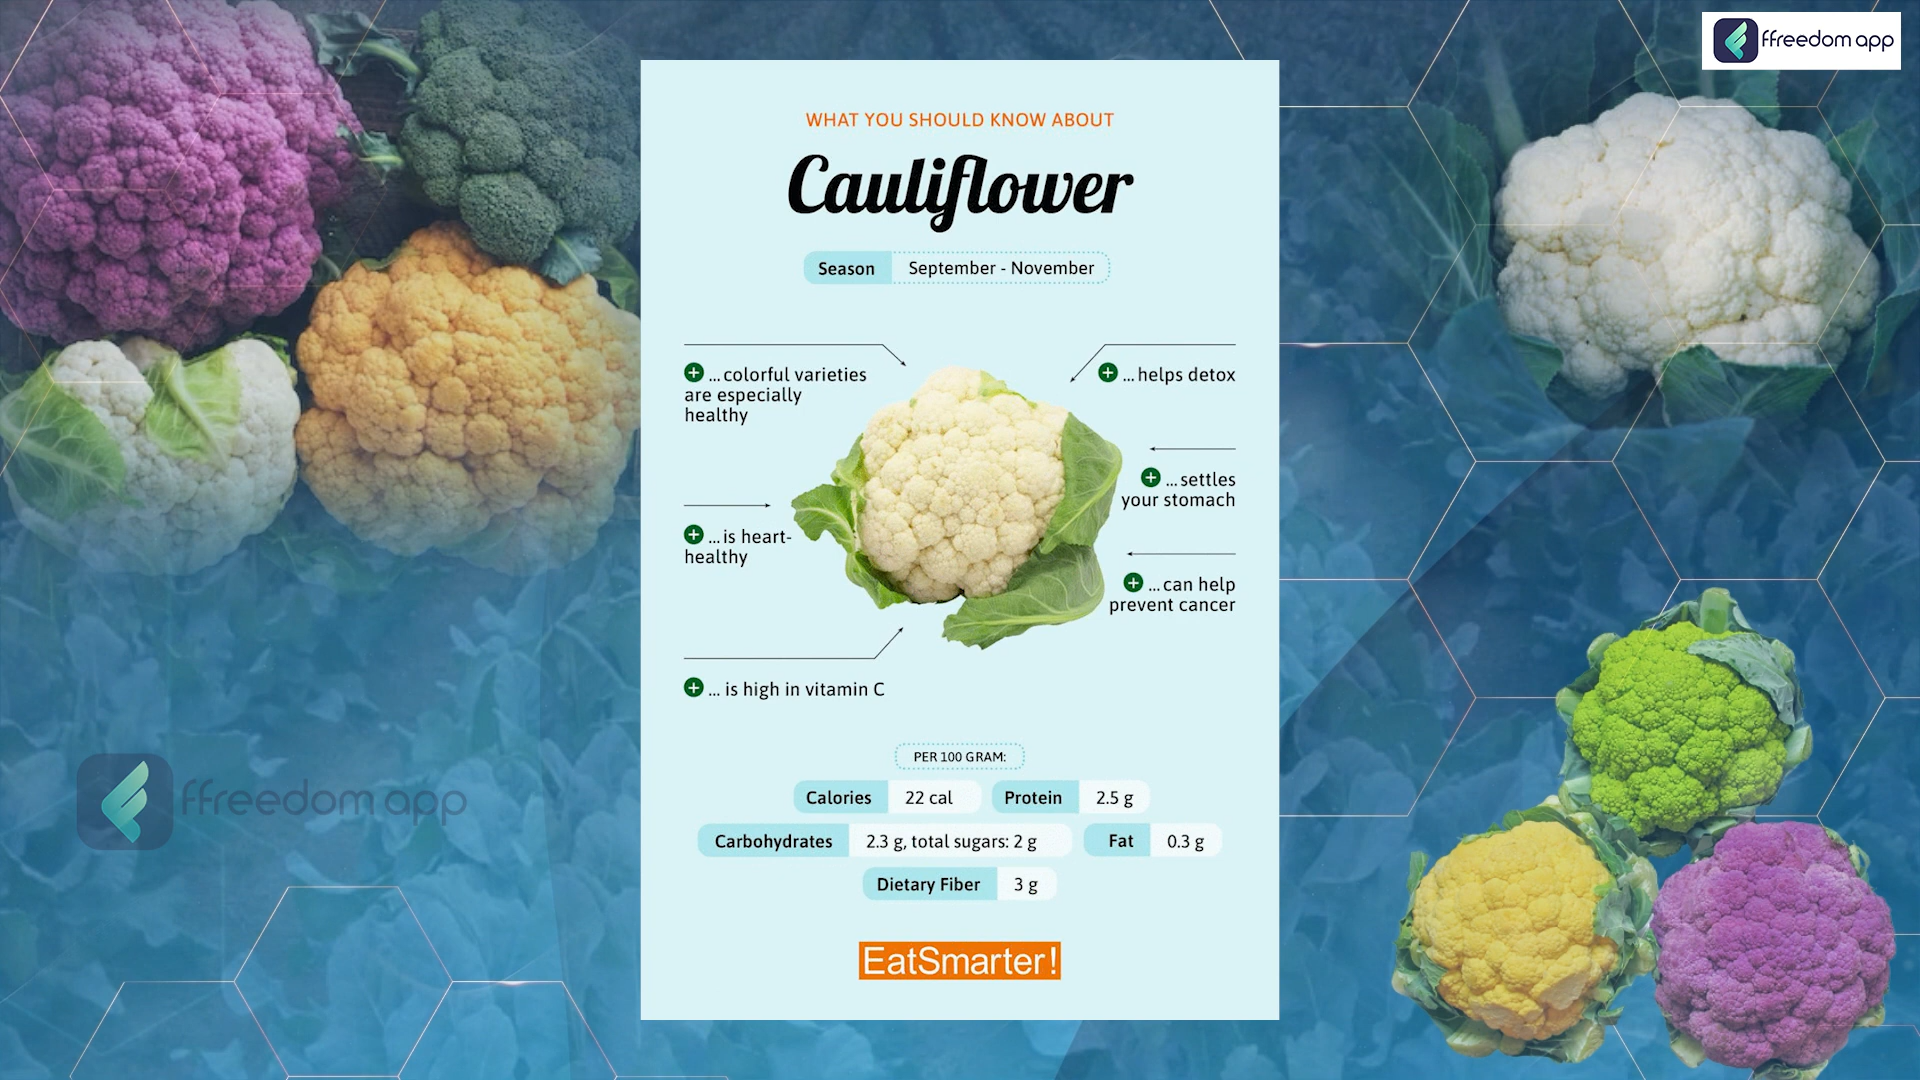 ffreedom app
WHAT YOU SHOULD KNOW ABOUT
Cauliflower
Season September - November
... colorful varieties
are especially
healthy
... helps detox
... settles
your stomach
... is heart-
healthy
... can help
prevent cancer
... is high in vitamin C
PER 100 GRAM:
Calories 22 cal Protein 2.5 g
Carbohydrates 2.3 g, total sugars: 2 g Fat 0.3 g
Dietary Fiber 3 g
EatSmarter!
ffreedom app